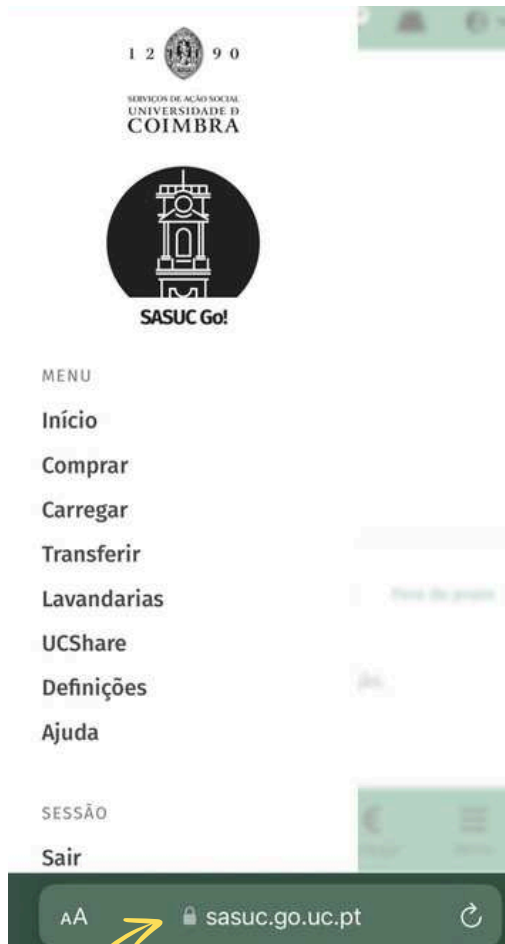 1 2 9 0
SERVIÇOS DE AÇÃO SOCIAL
UNIVERSIDADE D
COIMBRA
SASUC Go!
MENU
Início
Comprar
Carregar
Transferir
Lavandarias
UCShare
Definições
Ajuda
SESSÃO
Sair
AA sasuc.go.uc.pt